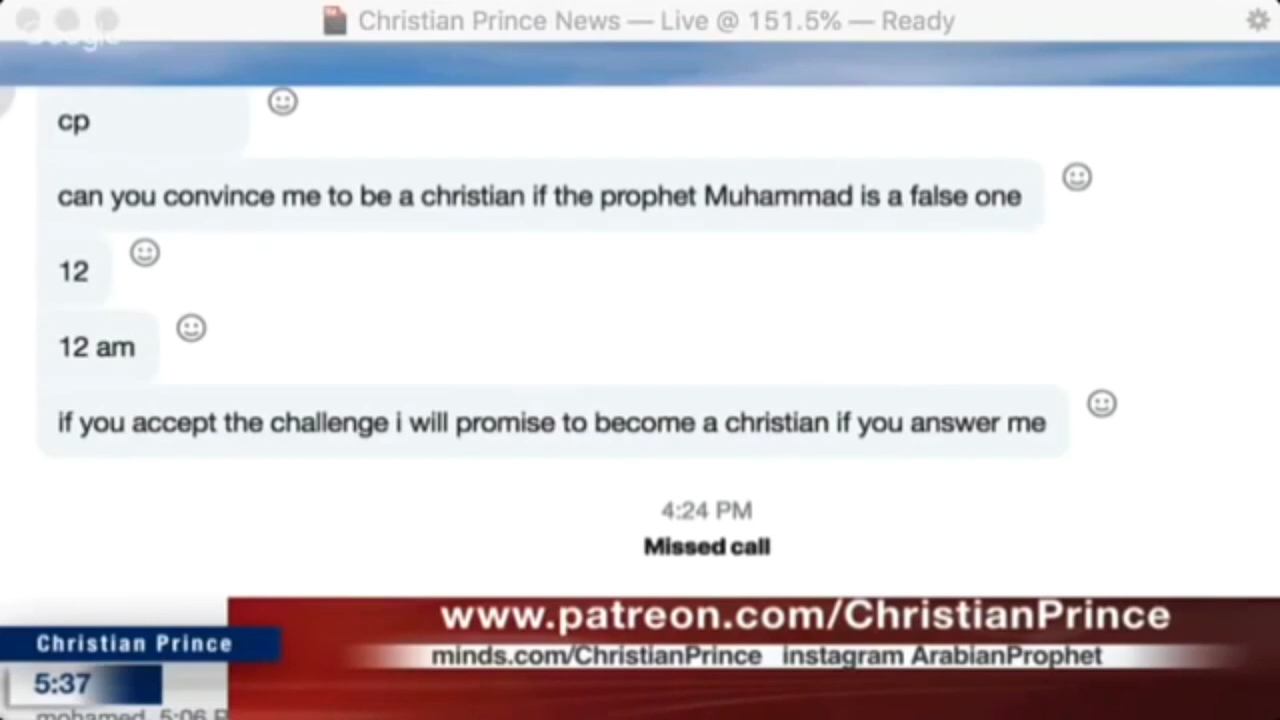 Christian Prince News — Live @ 151.5% — Ready
cp
can you convince me to be a christian if the prophet Muhammad is a false one
12
12 am
if you accept the challenge i will promise to become a christian if you answer me
4:24 PM
Missed call
www.patreon.com/ChristianPrince
minds.com/ChristianPrince instagram ArabianProphet
Christian Prince
5:37
mohamed, 5:06 P